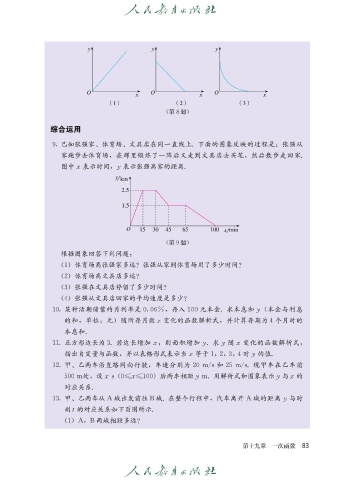 人民教育出版社
y
O
x
(1)
y
O
x
(2)
y
O
x
(3)
(第8题)
综合运用
9. 已知张强家、体育场、文具店在同一直线上. 下面的图象反映的过程是：张强从
家跑步去体育场，在那里锻炼了一阵后又走到文具店去买笔，然后散步走回家.
图中 x 表示时间，y 表示张强离家的距离.
y/km
2.5
1.5
O 15 30 45 65 100 x/min
(第9题)
根据图象回答下列问题：
(1) 体育场离张强家多远？张强从家到体育场用了多少时间？
(2) 体育场离文具店多远？
(3) 张强在文具店停留了多少时间？
(4) 张强从文具店回家的平均速度是多少？
10. 某种活期储蓄的月利率是 0.06%，存入 100 元本金. 求本息和 y (本金与利息
的和，单位：元) 随所存月数 x 变化的函数解析式，并计算存期为 4 个月时的
本息和.
11. 正方形边长为 3. 若边长增加 x，则面积增加 y. 求 y 随 x 变化的函数解析式，
指出自变量与函数，并以表格形式表示当 x 等于 1, 2, 3, 4 时 y 的值.
12. 甲、乙两车沿直路同向行驶，车速分别为 20 m/s 和 25 m/s. 现甲车在乙车前
500 m 处，设 x s (0≤x≤100) 后两车相距 y m. 用解析式和图象表示 y 与 x 的
对应关系.
13. 甲、乙两车从 A 城出发前往 B 城. 在整个行程中，汽车离开 A 城的距离 y 与时
刻 t 的对应关系如下页图所示.
(1) A, B 两城相距多远？
第十九章 一次函数 83
人民教育出版社